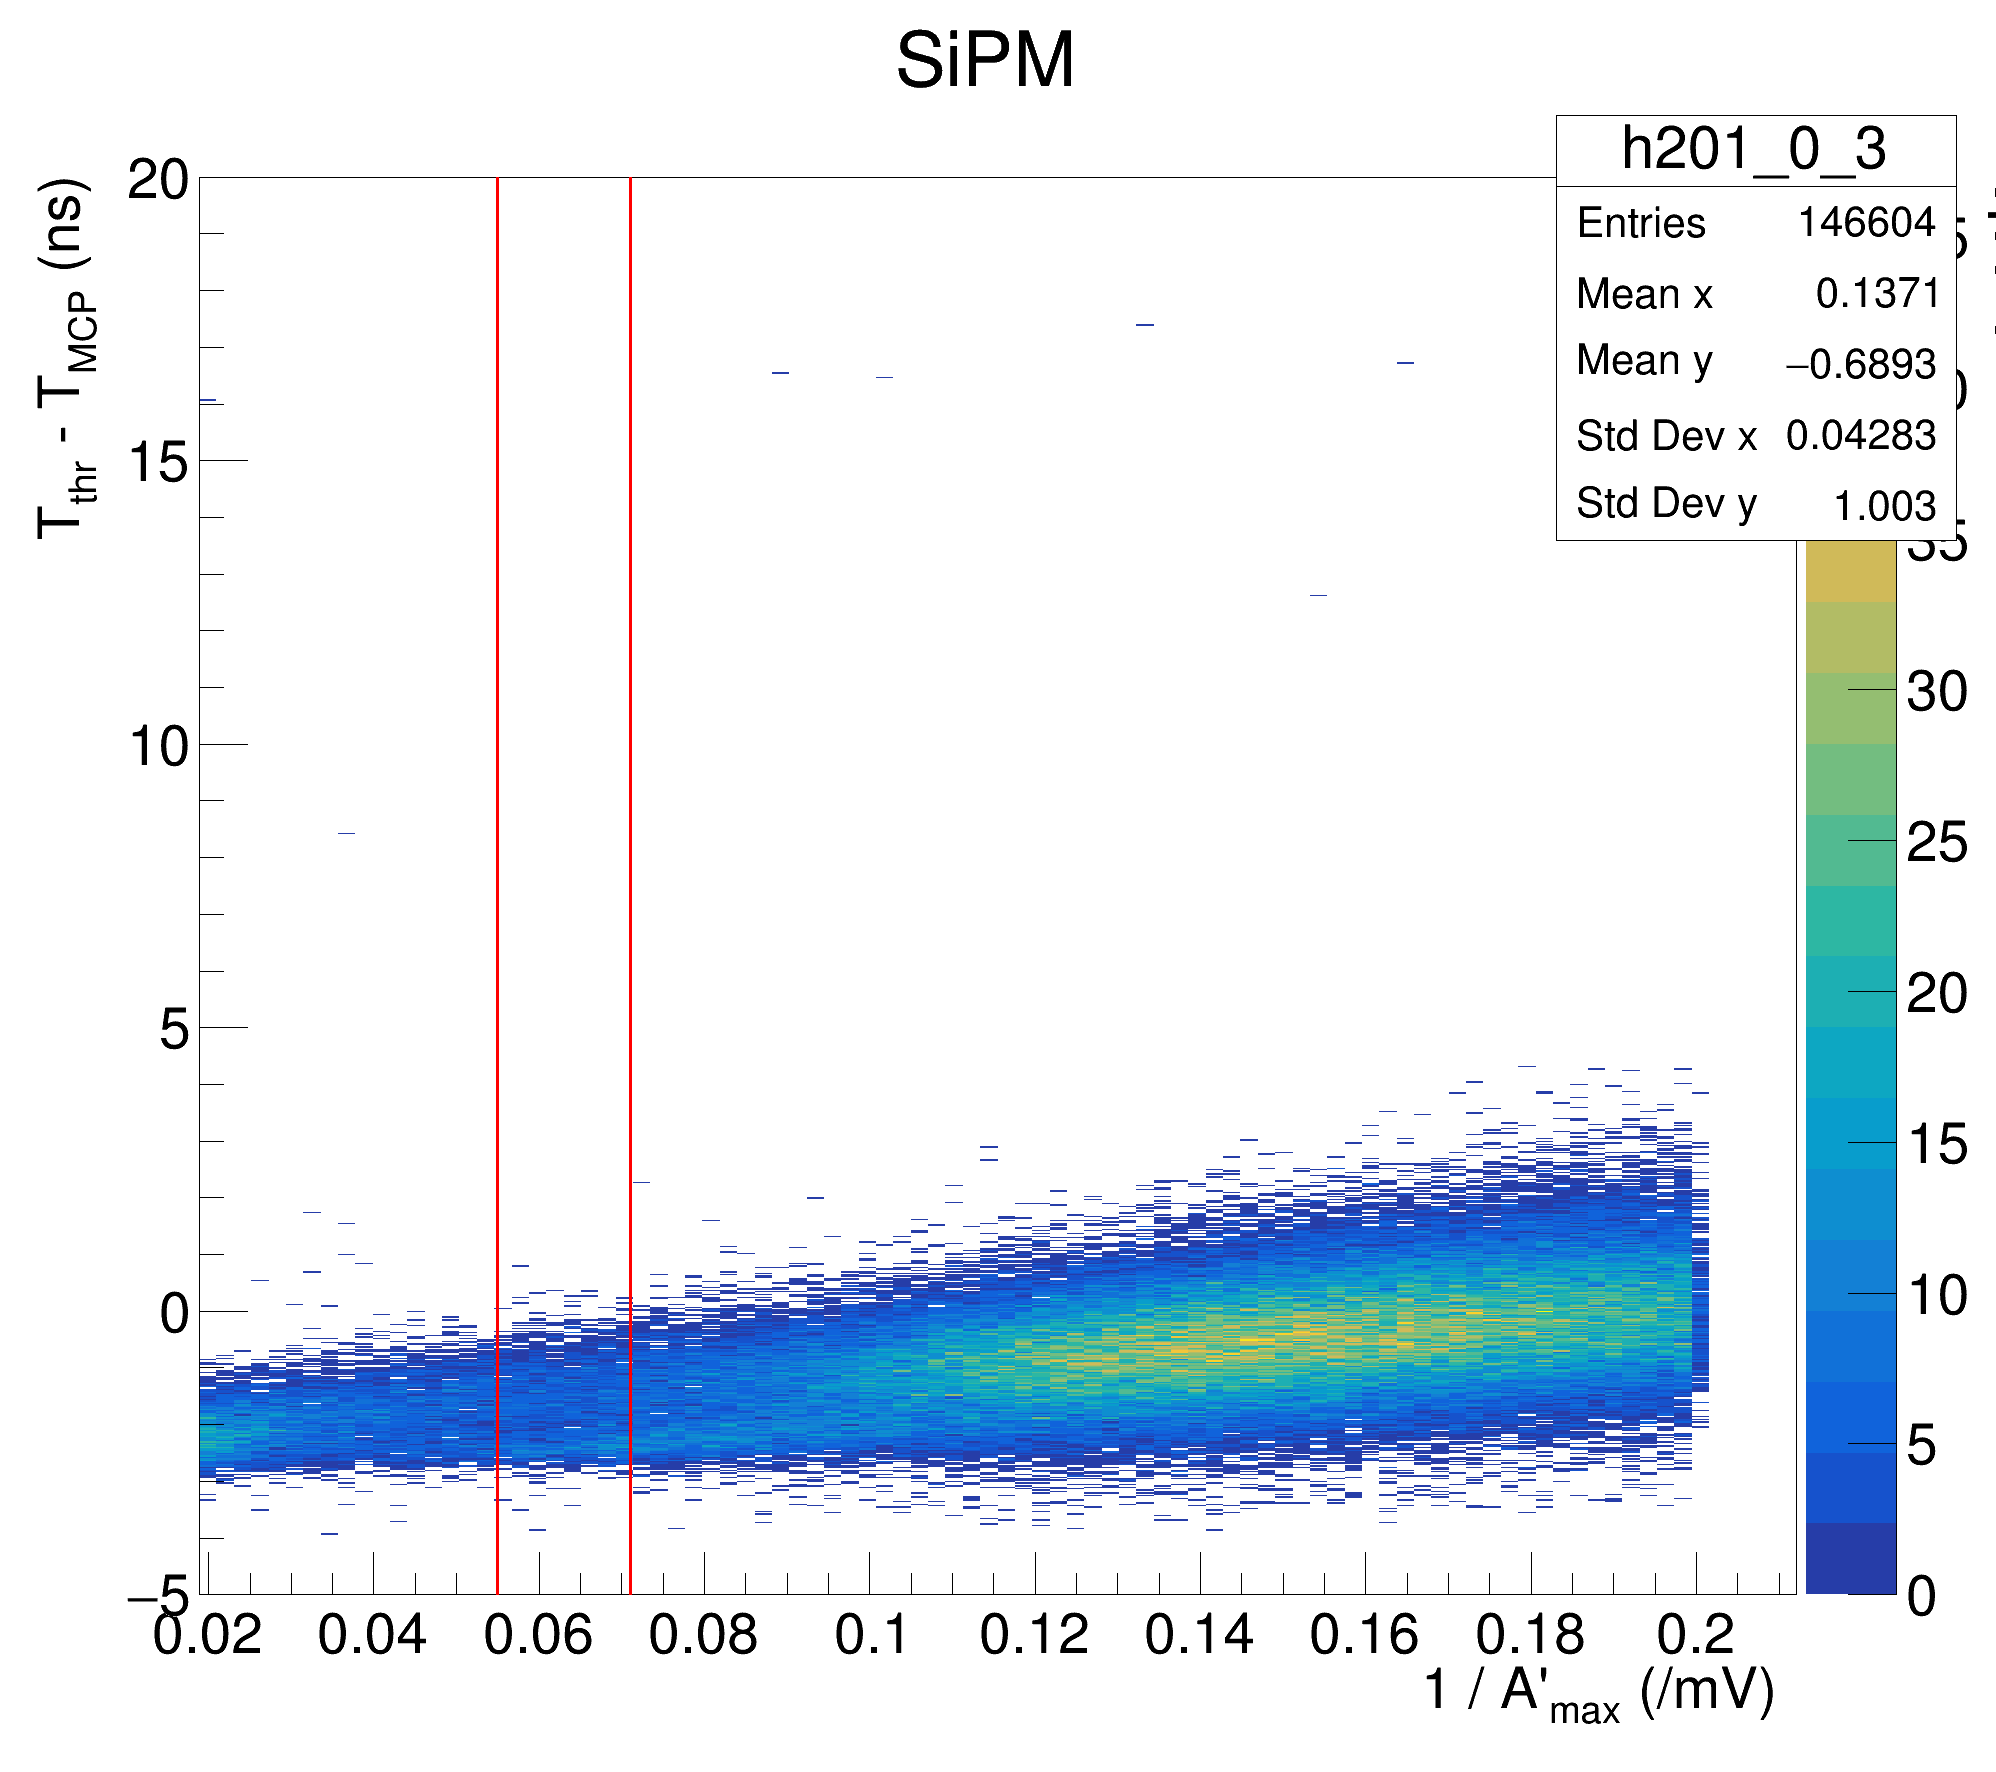 SiPM
h201_0_3
Entries 146604
Mean x 0.1371
Mean y −0.6893
Std Dev x 0.04283
Std Dev y 1.003
T_thr - T_MCP (ns)
20
15
10
5
0
−5
0.02 0.04 0.06 0.08 0.1 0.12 0.14 0.16 0.18 0.2
1 / A'_max (/mV)
35
30
25
20
15
10
5
0